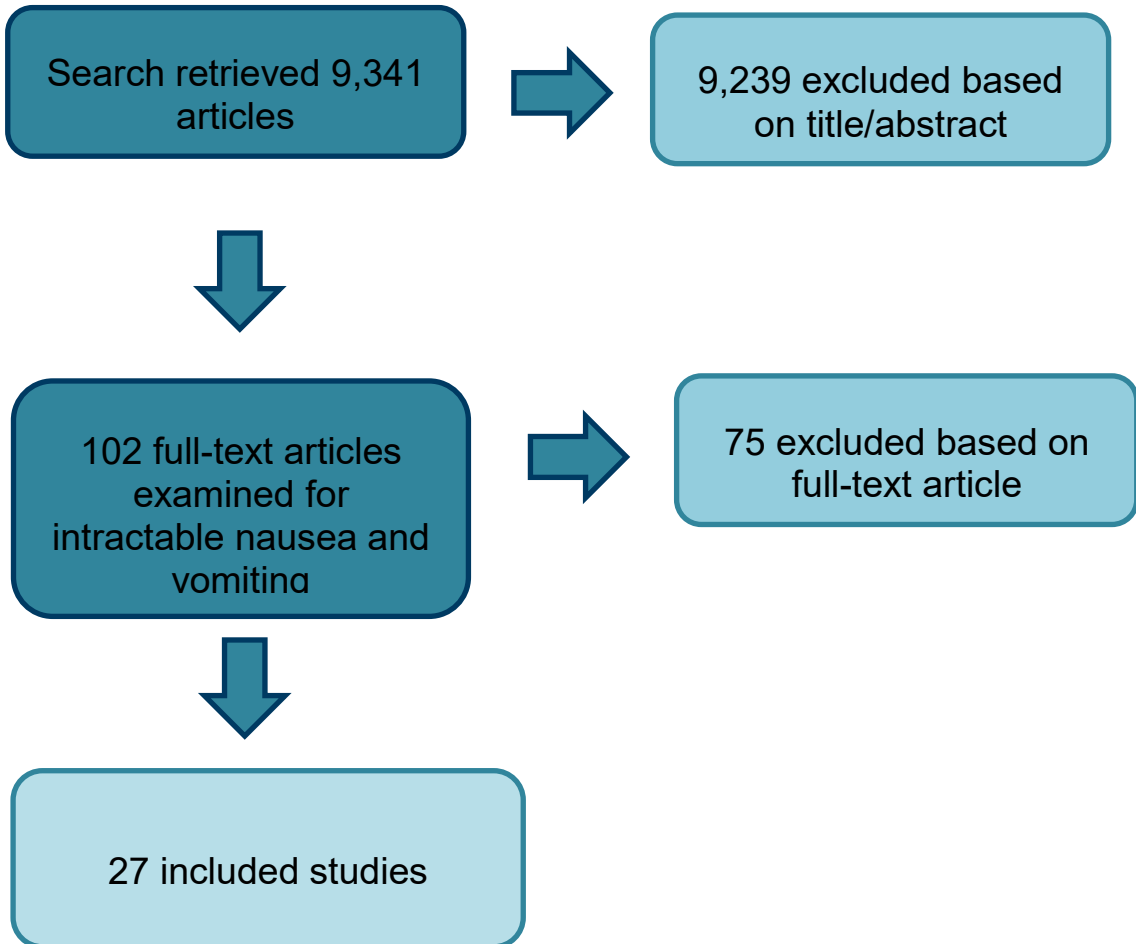 Search retrieved 9,341
articles
9,239 excluded based
on title/abstract
102 full-text articles
examined for
intractable nausea and
vomiting
75 excluded based on
full-text article
27 included studies